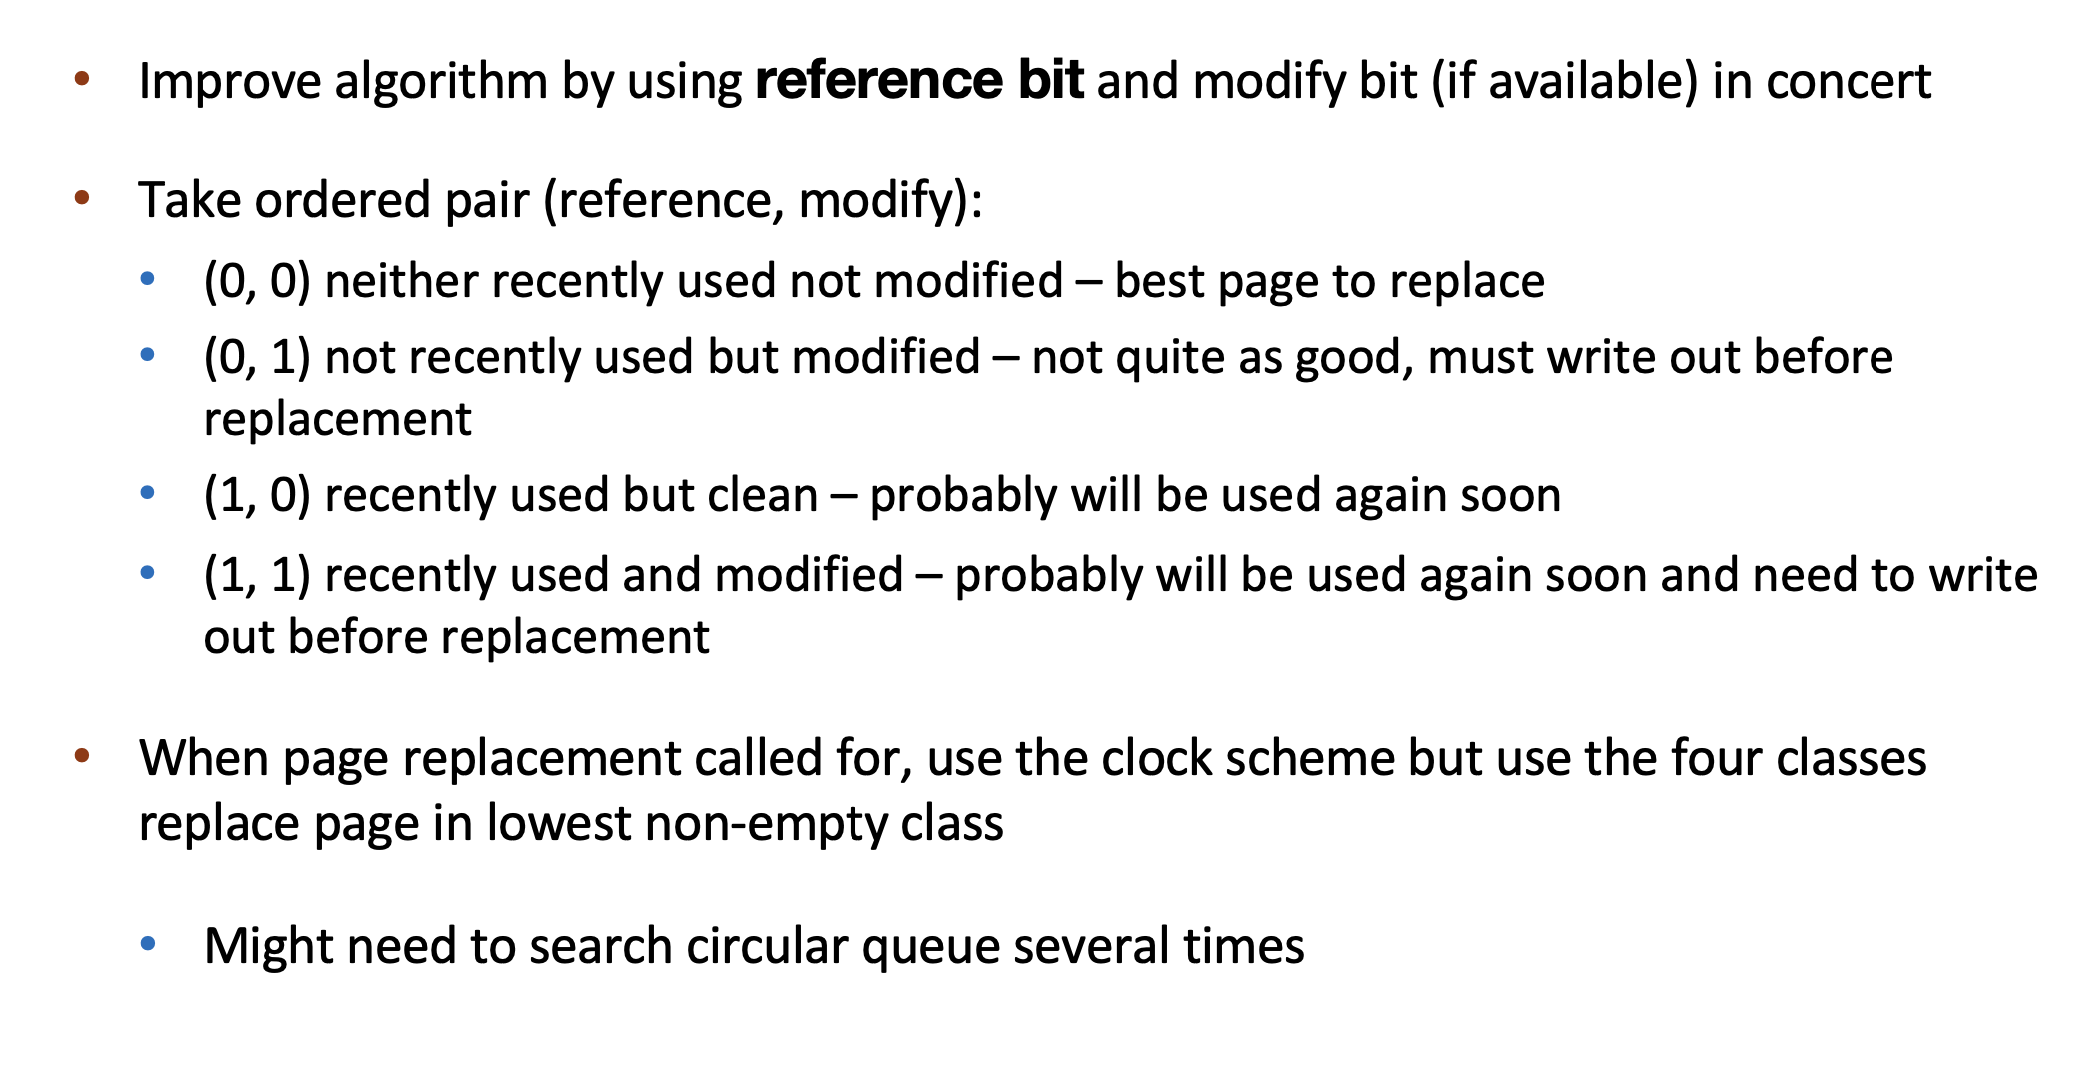 • Improve algorithm by using reference bit and modify bit (if available) in concert
• Take ordered pair (reference, modify):
• (0, 0) neither recently used not modified – best page to replace
• (0, 1) not recently used but modified – not quite as good, must write out before
replacement
• (1, 0) recently used but clean – probably will be used again soon
• (1, 1) recently used and modified – probably will be used again soon and need to write
out before replacement
• When page replacement called for, use the clock scheme but use the four classes
replace page in lowest non-empty class
• Might need to search circular queue several times